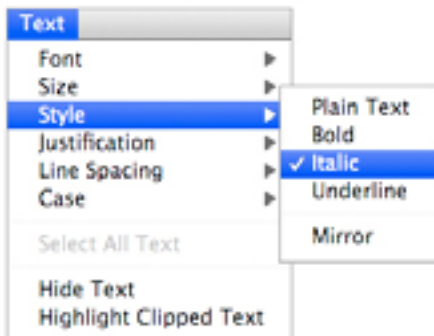 Text
Font
Size
Style
Justification
Line Spacing
Case
Select All Text
Hide Text
Highlight Clipped Text
Plain Text
Bold
✓ Italic
Underline
Mirror